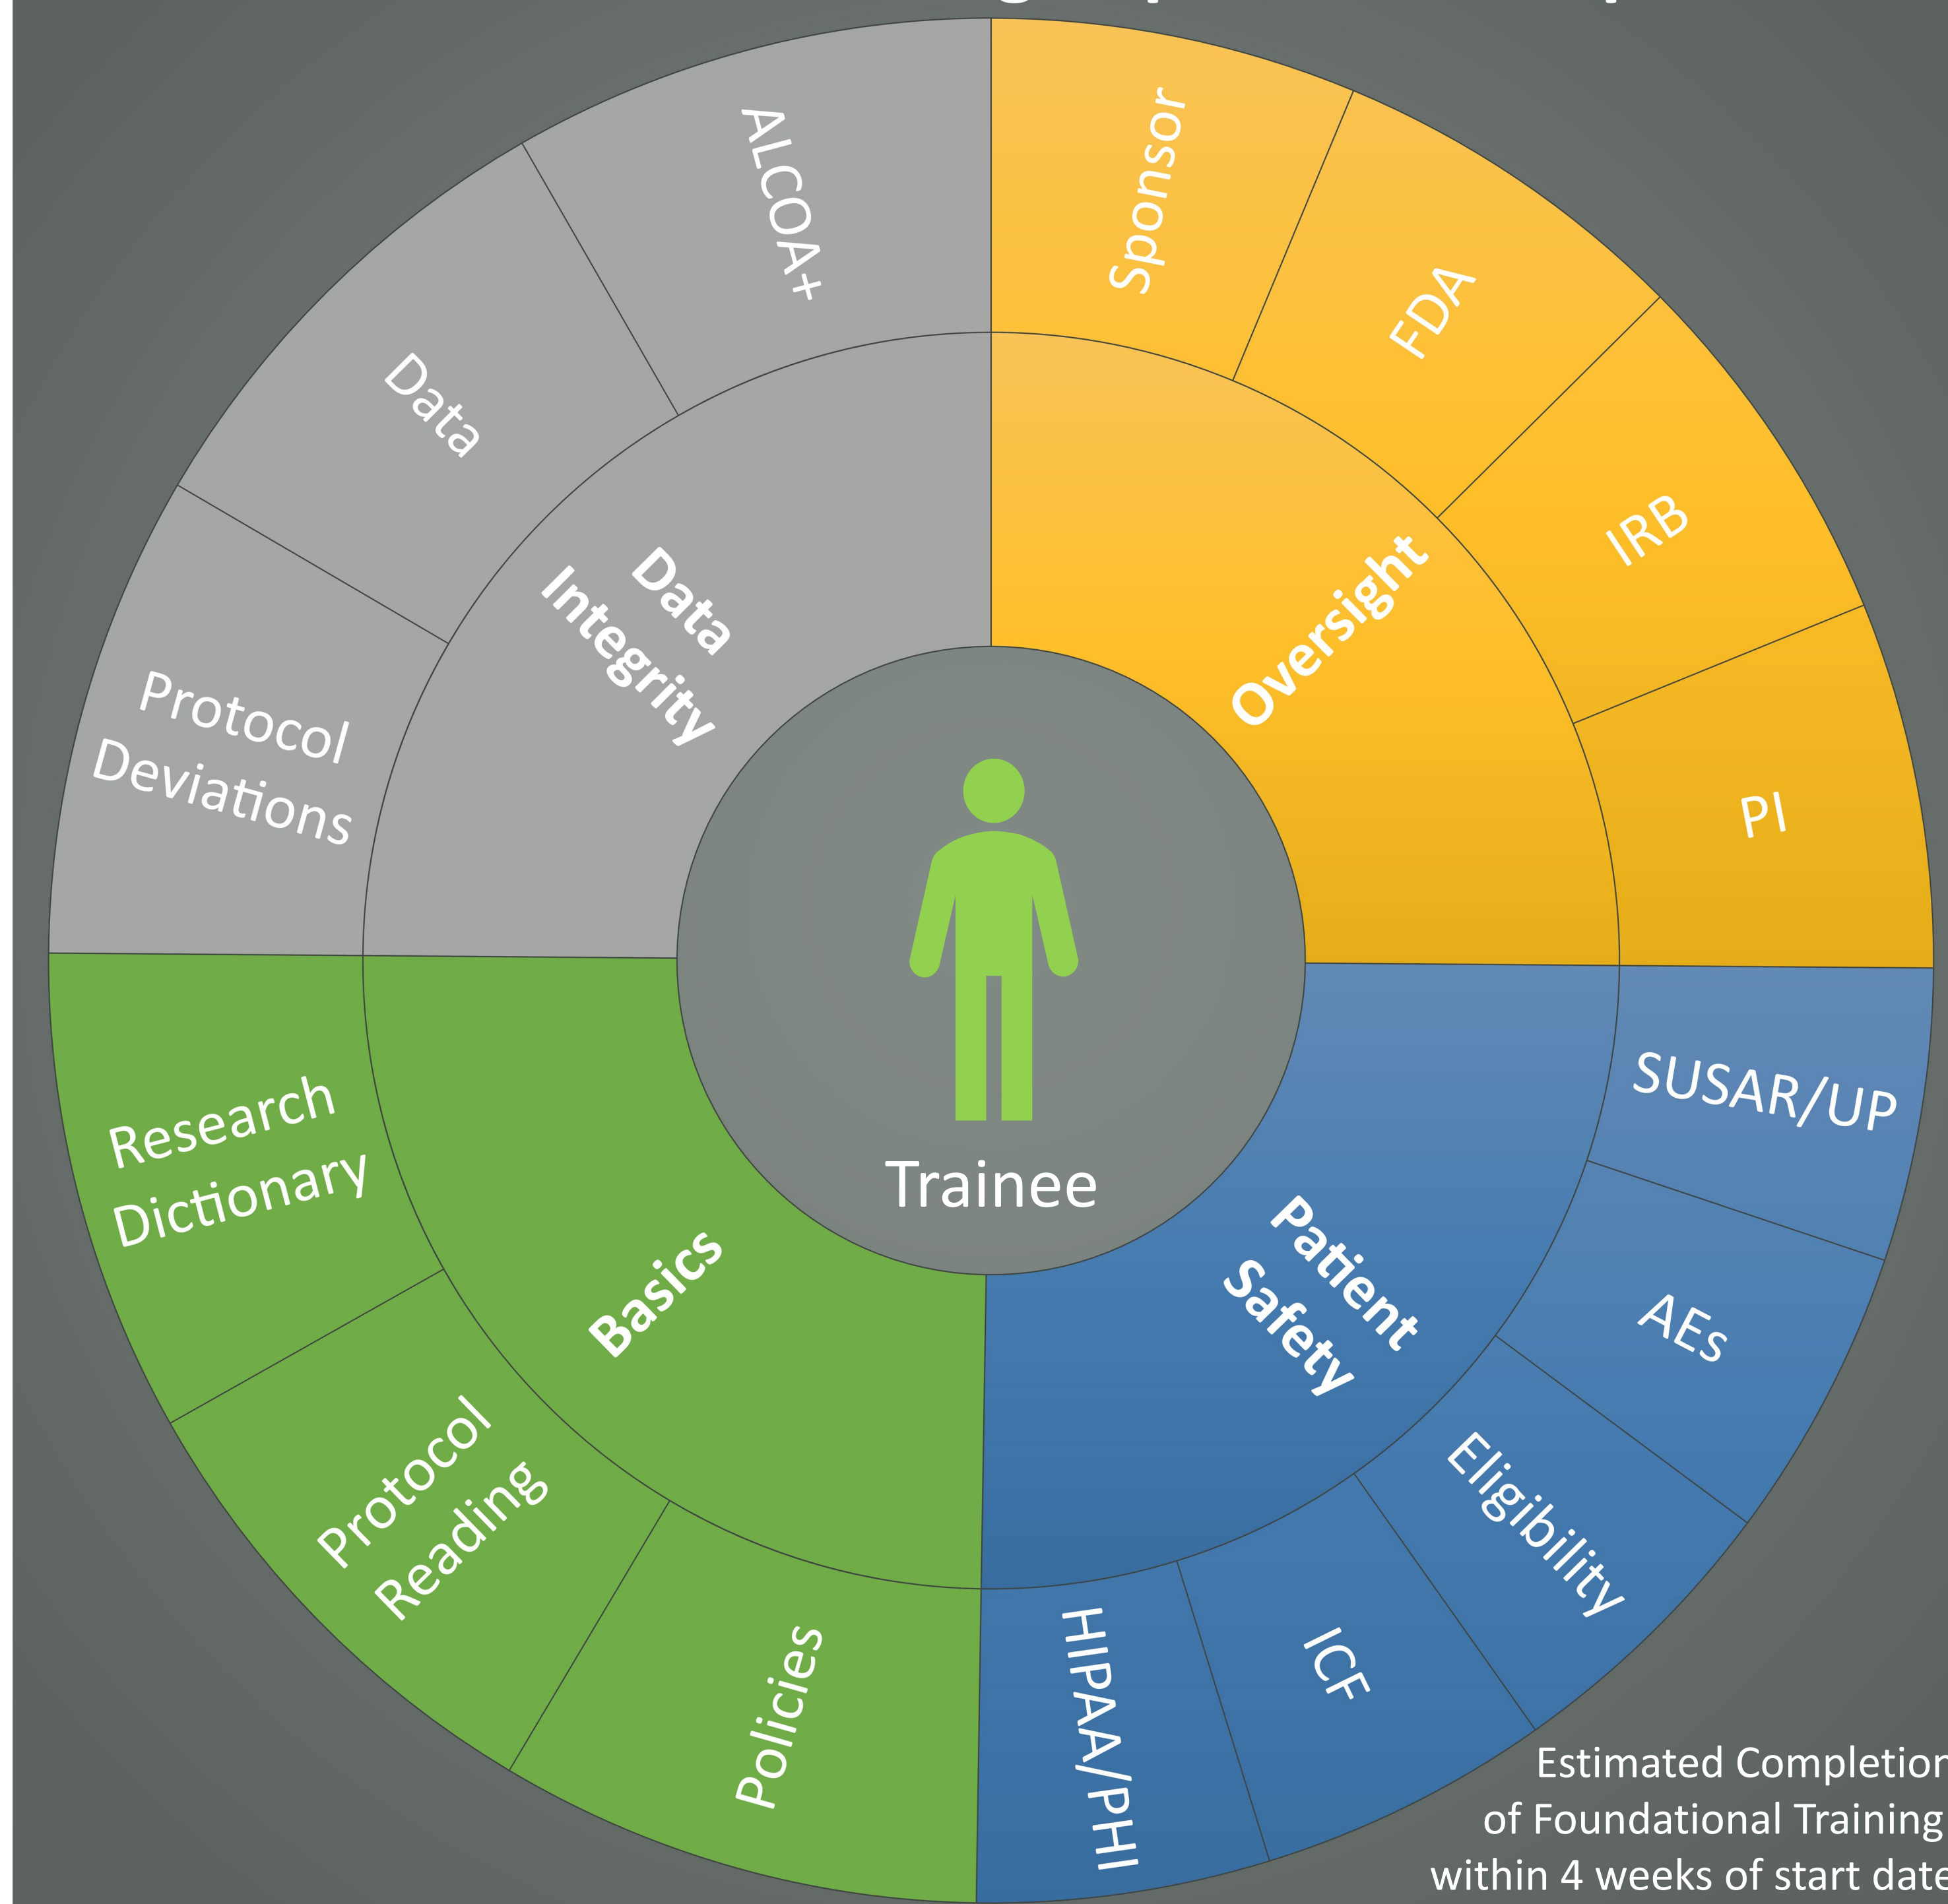 Sponsor
FDA
IRB
PI
Oversight
SUSAR/UP
AEs
Eligibility
ICF
HIPAA/PHI
Patient
Safety
Policies
Protocol
Reading
Research
Dictionary
Basics
Protocol
Deviations
Data
ALCOA+
Data
Integrity
Trainee
Estimated Completion
of Foundational Training
within 4 weeks of start date